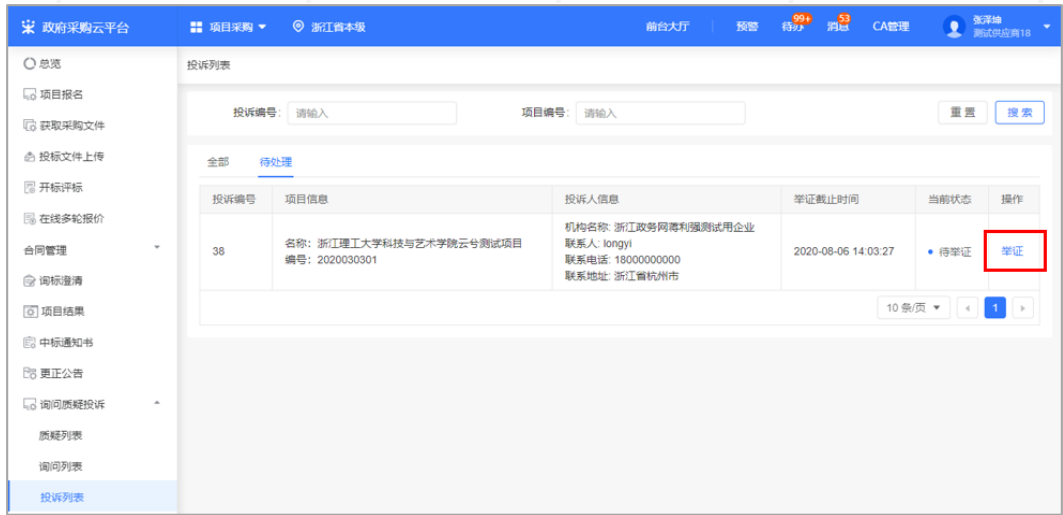 政府采购云平台
项目采购
浙江省本级
前台大厅
预警
待办
99+
消息
53
CA管理
张泽坤
测试供应商18
总览
项目报名
获取采购文件
投标文件上传
开标评标
在线多轮报价
合同管理
询标澄清
项目结果
中标通知书
更正公告
询问质疑投诉
质疑列表
询问列表
投诉列表
投诉列表
投诉编号: 请输入
项目编号: 请输入
重置
搜索
全部
待处理
投诉编号 项目信息 投诉人信息 举证截止时间 当前状态 操作
38
名称: 浙江理工大学科技与艺术学院云兮测试项目
编号: 2020030301
机构名称: 浙江政务网蒋利强测试用企业
联系人: longyi
联系电话: 18000000000
联系地址: 浙江省杭州市
2020-08-06 14:03:27
待举证
举证
10 条/页
1